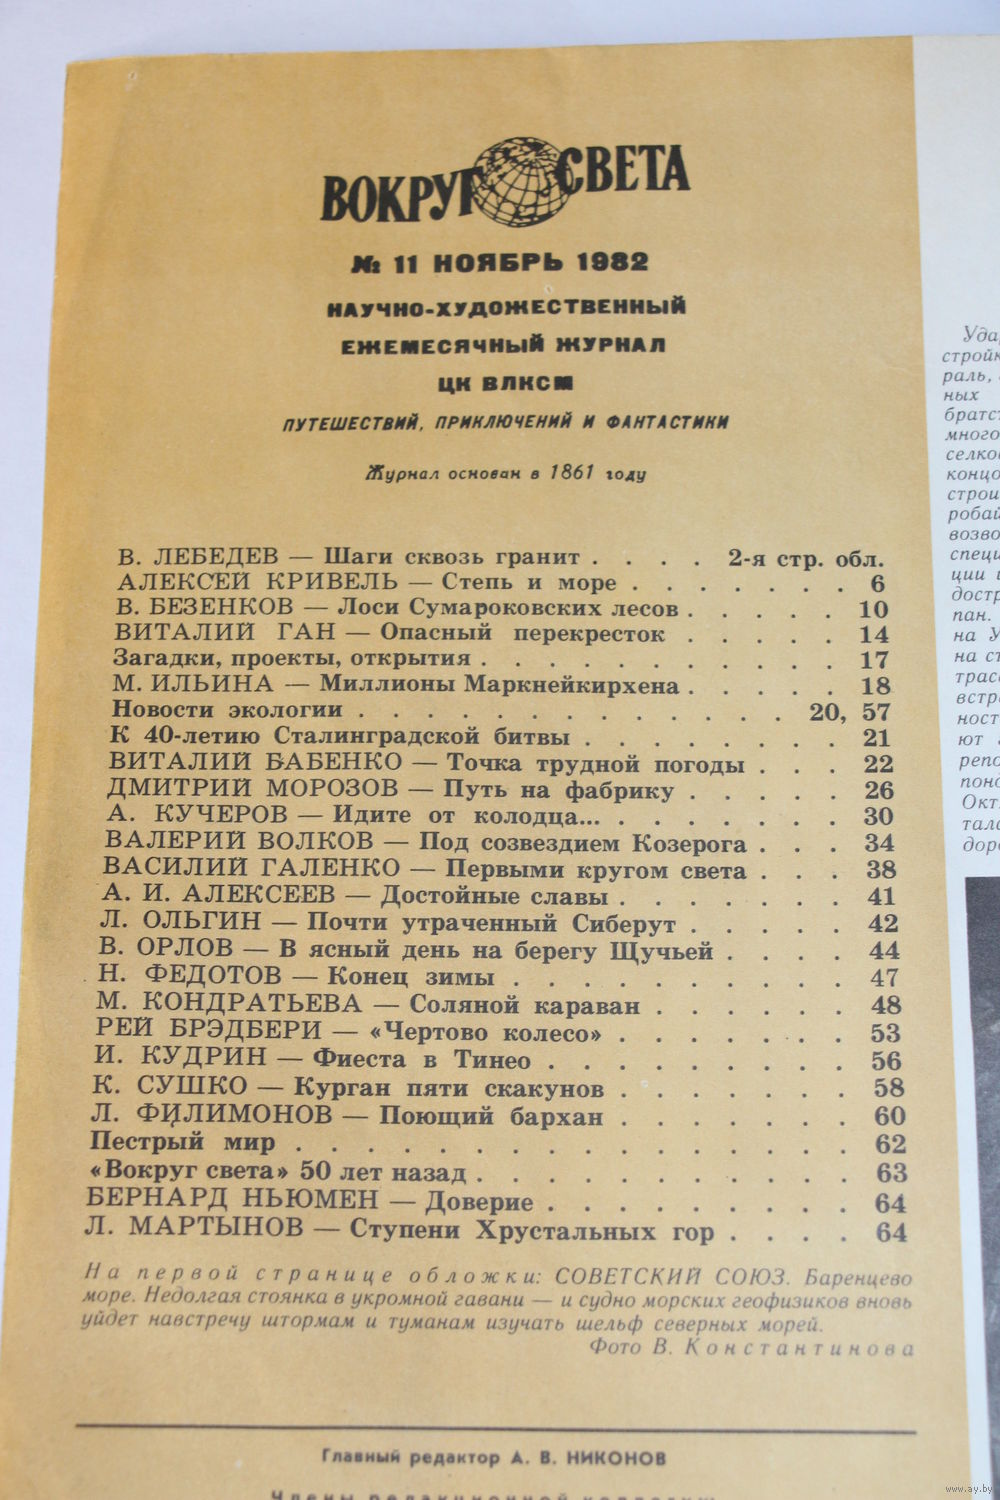 ВОКРУГ СВЕТА
№ 11 НОЯБРЬ 1982
НАУЧНО-ХУДОЖЕСТВЕННЫЙ
ЕЖЕМЕСЯЧНЫЙ ЖУРНАЛ
ЦК ВЛКСМ
ПУТЕШЕСТВИЙ, ПРИКЛЮЧЕНИЙ И ФАНТАСТИКИ
Журнал основан в 1861 году
В. ЛЕБЕДЕВ — Шаги сквозь гранит . . . . 2-я стр. обл.
АЛЕКСЕЙ КРИВЕЛЬ — Степь и море . . . . . . . 6
В. БЕЗЕНКОВ — Лоси Сумароковских лесов . . . . . 10
ВИТАЛИЙ ГАН — Опасный перекресток . . . . . 14
Загадки, проекты, открытия . . . . . . . . . . . 17
М. ИЛЬИНА — Миллионы Маркнейкирхена . . . . . 18
Новости экологии . . . . . . . . . . . . . 20, 57
К 40-летию Сталинградской битвы . . . . . . . . 21
ВИТАЛИЙ БАБЕНКО — Точка трудной погоды . . . 22
ДМИТРИЙ МОРОЗОВ — Путь на фабрику . . . . . 26
А. КУЧЕРОВ — Идите от колодца... . . . . . . . 30
ВАЛЕРИЙ ВОЛКОВ — Под созвездием Козерога . . . 34
ВАСИЛИЙ ГАЛЕНКО — Первыми кругом света . . . 38
А. И. АЛЕКСЕЕВ — Достойные славы . . . . . . . 41
Л. ОЛЬГИН — Почти утраченный Сиберут . . . . . 42
В. ОРЛОВ — В ясный день на берегу Щучьей . . . . 44
Н. ФЕДОТОВ — Конец зимы . . . . . . . . . . 47
М. КОНДРАТЬЕВА — Соляной караван . . . . . . 48
РЕЙ БРЭДБЕРИ — «Чертово колесо» . . . . . . . 53
И. КУДРИН — Фиеста в Тинео . . . . . . . . . 56
К. СУШКО — Курган пяти скакунов . . . . . . . 58
Л. ФИЛИМОНОВ — Поющий бархан . . . . . . . 60
Пестрый мир . . . . . . . . . . . . . . . 62
«Вокруг света» 50 лет назад . . . . . . . . . . . 63
БЕРНАРД НЬЮМЕН — Доверие . . . . . . . . . 64
Л. МАРТЫНОВ — Ступени Хрустальных гор . . . . 64
На первой странице обложки: СОВЕТСКИЙ СОЮЗ. Баренцево
море. Недолгая стоянка в укромной гавани — и судно морских геофизиков вновь
уйдет навстречу штормам и туманам изучать шельф северных морей.
Фото В. Константинова
Главный редактор А. В. НИКОНОВ
www.ay.by